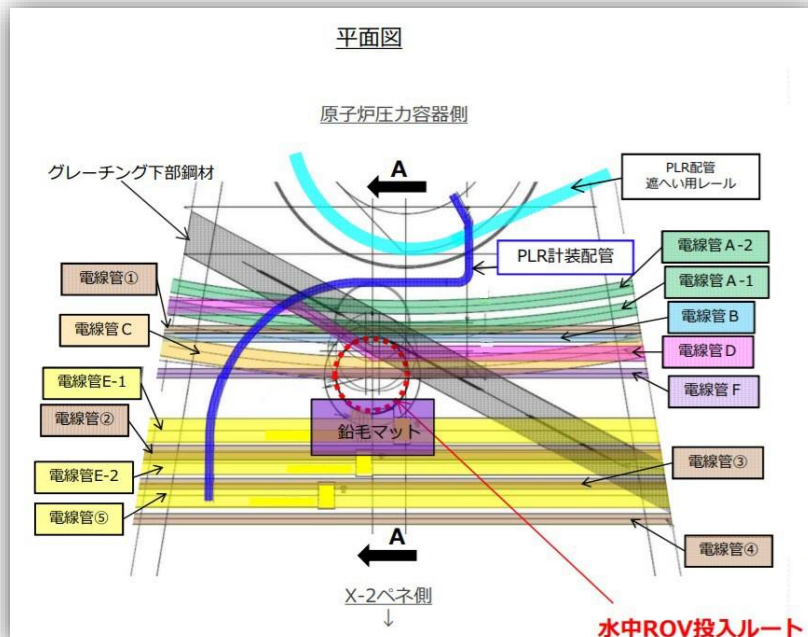 平面図
原子炉圧力容器側
グレーチング下部鋼材
A
PLR配管
遮へい用レール
PLR計装配管
電線管A-2
電線管①
電線管A-1
電線管B
電線管C
電線管D
電線管E-1
電線管F
電線管②
鉛毛マット
電線管③
電線管E-2
電線管⑤
A
電線管④
X-2ペネ側
↓
水中ROV投入ルート